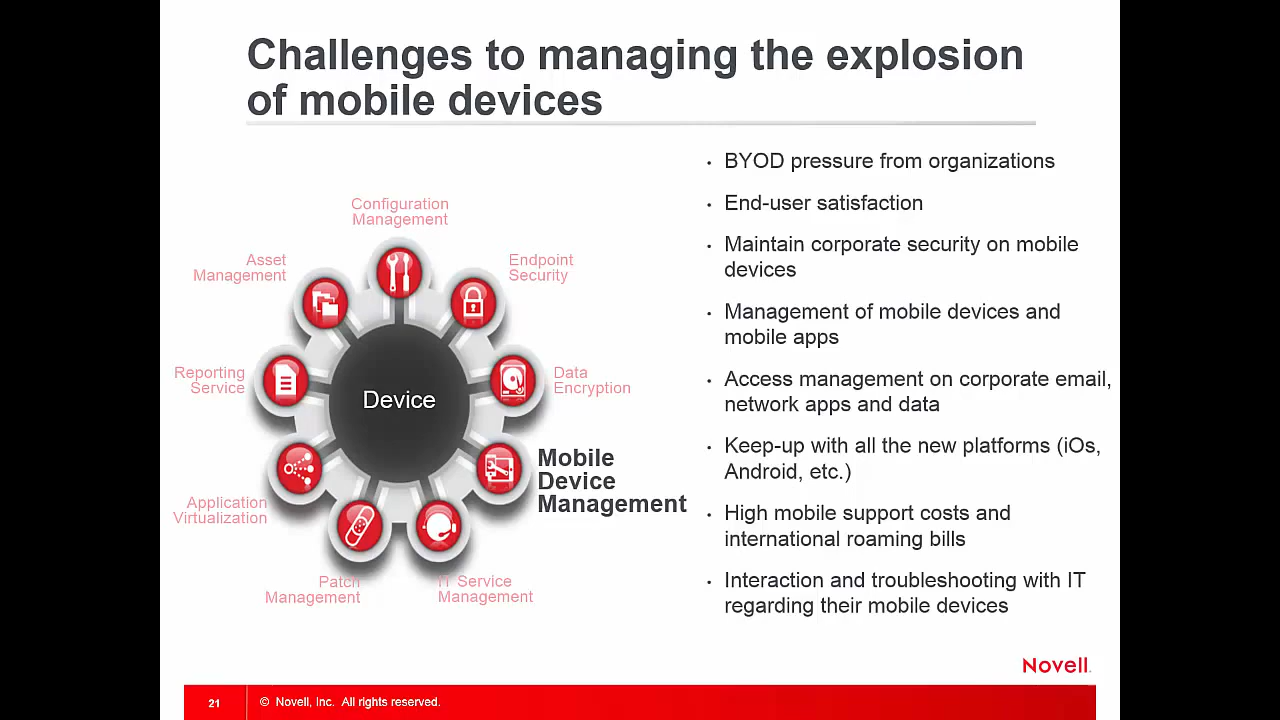 Challenges to managing the explosion
of mobile devices
Configuration
Management
Asset
Management
Endpoint
Security
Reporting
Service
Data
Encryption
Device
Mobile
Device
Management
Application
Virtualization
Patch
Management
IT Service
Management
• BYOD pressure from organizations
• End-user satisfaction
• Maintain corporate security on mobile
devices
• Management of mobile devices and
mobile apps
• Access management on corporate email,
network apps and data
• Keep-up with all the new platforms (iOs,
Android, etc.)
• High mobile support costs and
international roaming bills
• Interaction and troubleshooting with IT
regarding their mobile devices
Novell.
21
© Novell, Inc. All rights reserved.